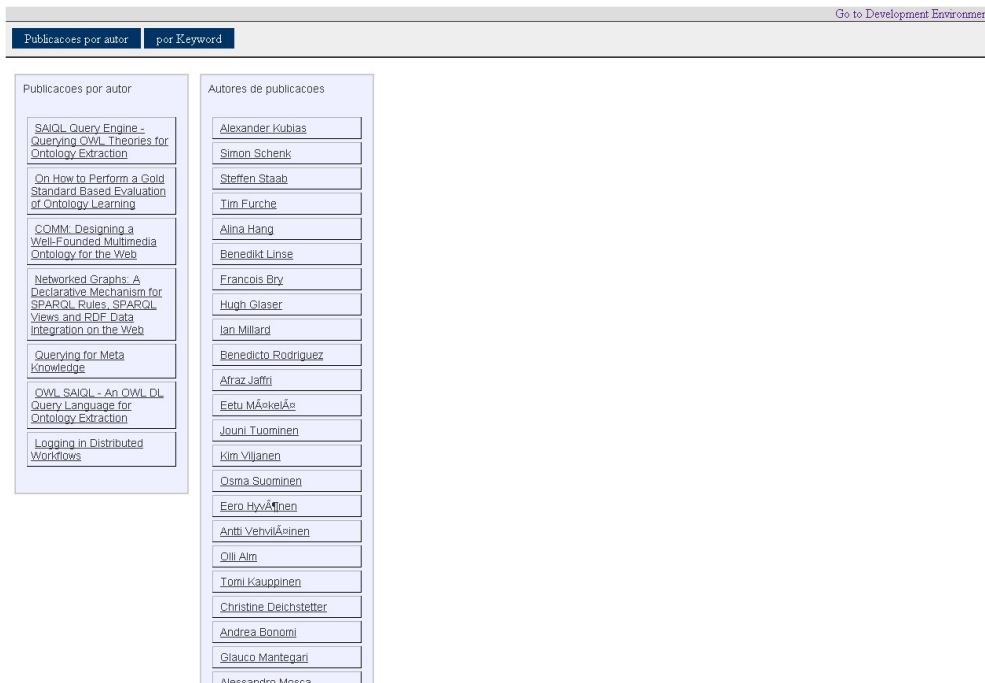 Go to Development Environmen
Publicacoes por autor
por Keyword
Publicacoes por autor
SAIQL Query Engine -
Querying OWL Theories for
Ontology Extraction
On How to Perform a Gold
Standard Based Evaluation
of Ontology Learning
COMM: Designing a
Well-Founded Multimedia
Ontology for the Web
Networked Graphs: A
Declarative Mechanism for
SPARQL Rules, SPARQL
Views and RDF Data
Integration on the Web
Querying for Meta
Knowledge
OWL SAIQL - An OWL DL
Query Language for
Ontology Extraction
Logging in Distributed
Workflows
Autores de publicacoes
Alexander Kubias
Simon Schenk
Steffen Staab
Tim Furche
Alina Hang
Benedikt Linse
Francois Bry
Hugh Glaser
Ian Millard
Benedicto Rodriguez
Afraz Jaffri
Eetu MÃ¤kelÃ¤
Jouni Tuominen
Kim Viljanen
Osma Suominen
Eero HyvÃ¶nen
Antti VehvilÃ¤inen
Olli Alm
Tomi Kauppinen
Christine Deichstetter
Andrea Bonomi
Glauco Mantegari
Alessandro Mosca